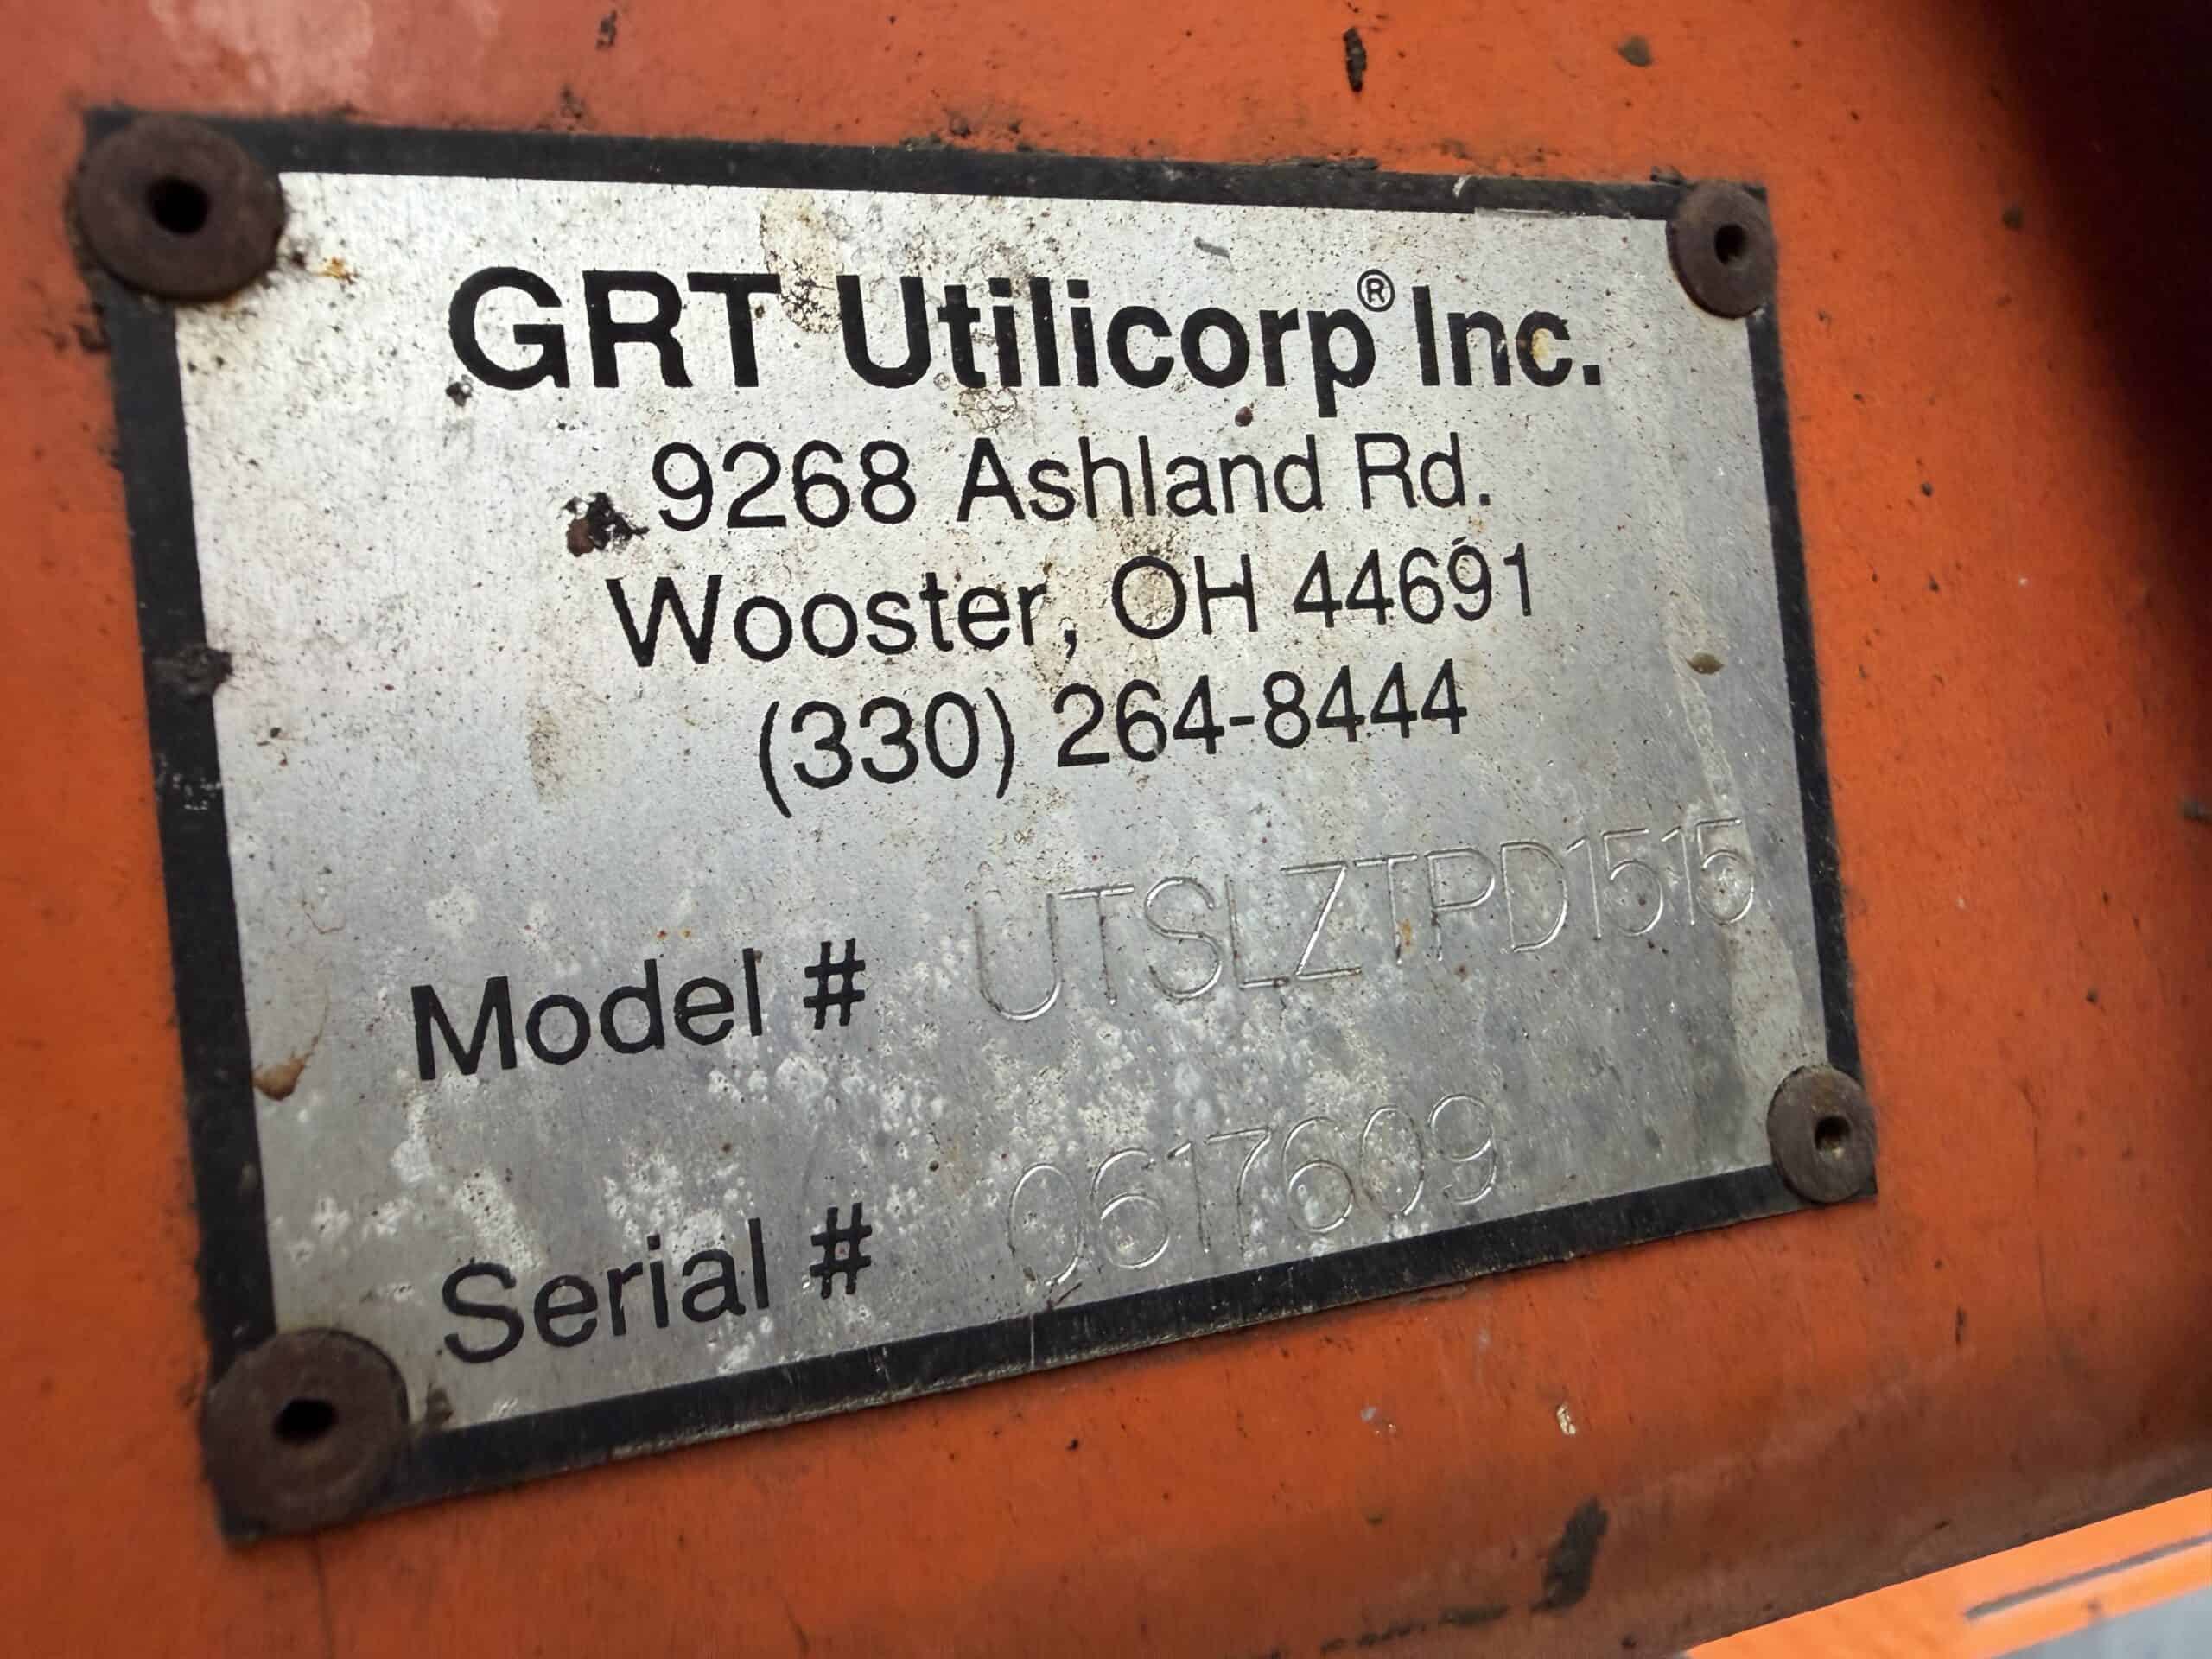 GRT Utilicorp® Inc.
9268 Ashland Rd.
Wooster, OH 44691
(330) 264-8444
Model # UTSLZTPD1515
Serial # 0617609